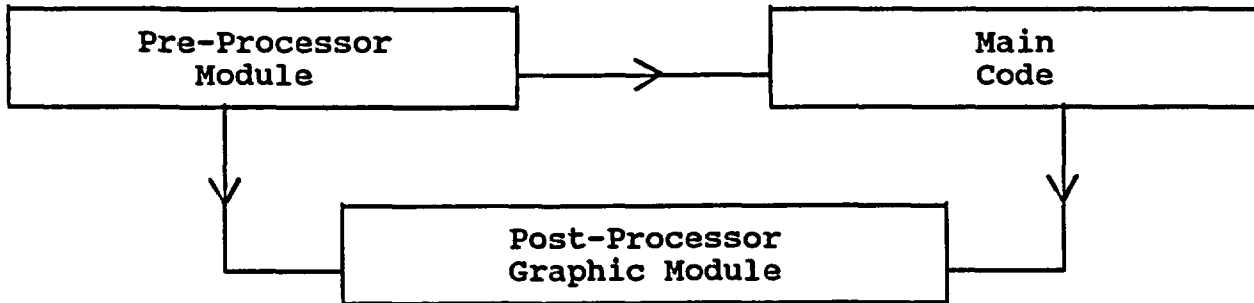 Pre-Processor
Module
Main
Code
Post-Processor
Graphic Module